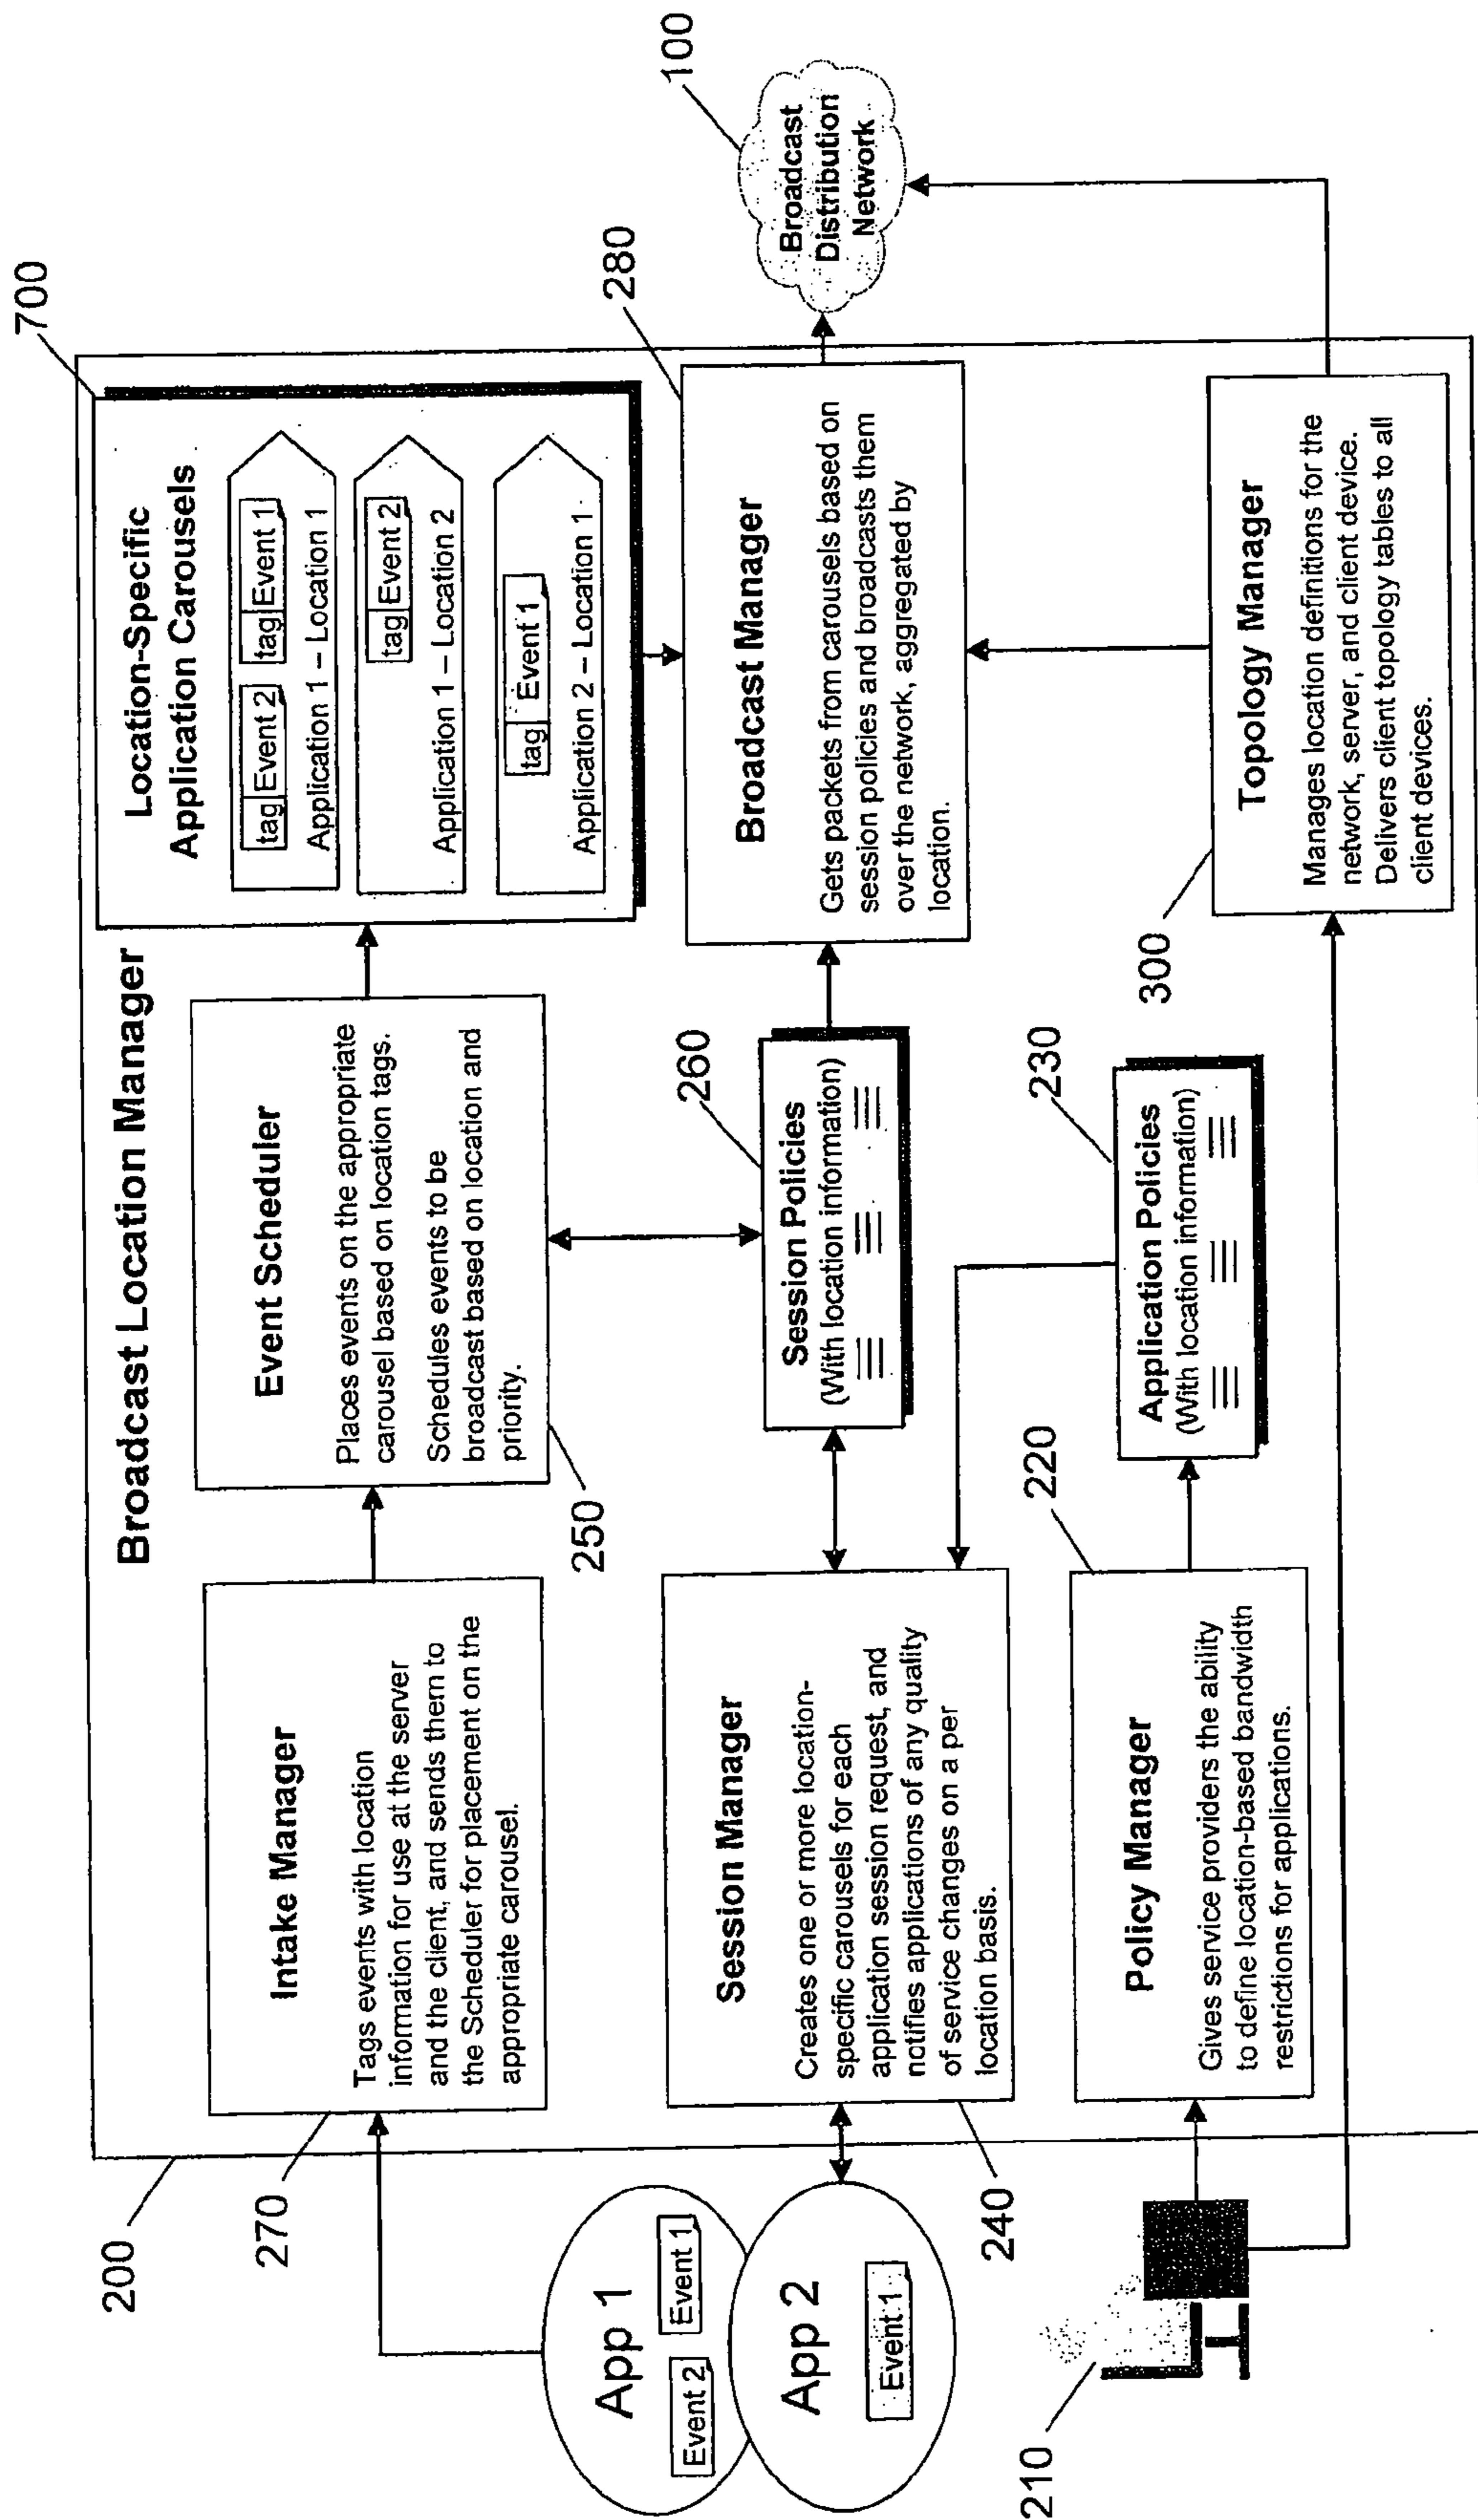 Broadcast Location Manager
200
270
Intake Manager
Tags events with location
information for use at the server
and the client, and sends them to
the Scheduler for placement on the
appropriate carousel.
250
Event Scheduler
Places events on the appropriate
carousel based on location tags.
Schedules events to be
broadcast based on location and
priority.
700
Location-Specific
Application Carousels
tag Event 2
tag Event 1
Application 1 – Location 1
tag Event 2
Application 1 – Location 2
tag Event 1
Application 2 – Location 1
App 1
Event 2
Event 1
App 2
Event 1
240
Session Manager
Creates one or more location-
specific carousels for each
application session request, and
notifies applications of any quality
of service changes on a per
location basis.
260
Session Policies
(With location information)
280
Broadcast Manager
Gets packets from carousels based on
session policies and broadcasts them
over the network, aggregated by
location.
100
Broadcast
Distribution
Network
210
220
Policy Manager
Gives service providers the ability
to define location-based bandwidth
restrictions for applications.
230
Application Policies
(With location information)
300
Topology Manager
Manages location definitions for the
network, server, and client device.
Delivers client topology tables to all
client devices.